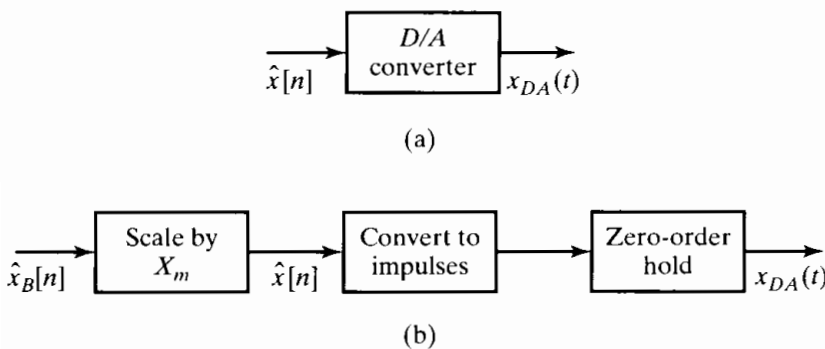 D/A
converter
x̂[n]
x_DA(t)
(a)
Scale by
X_m
Convert to
impulses
Zero-order
hold
x̂_B[n]
x̂[n]
x_DA(t)
(b)